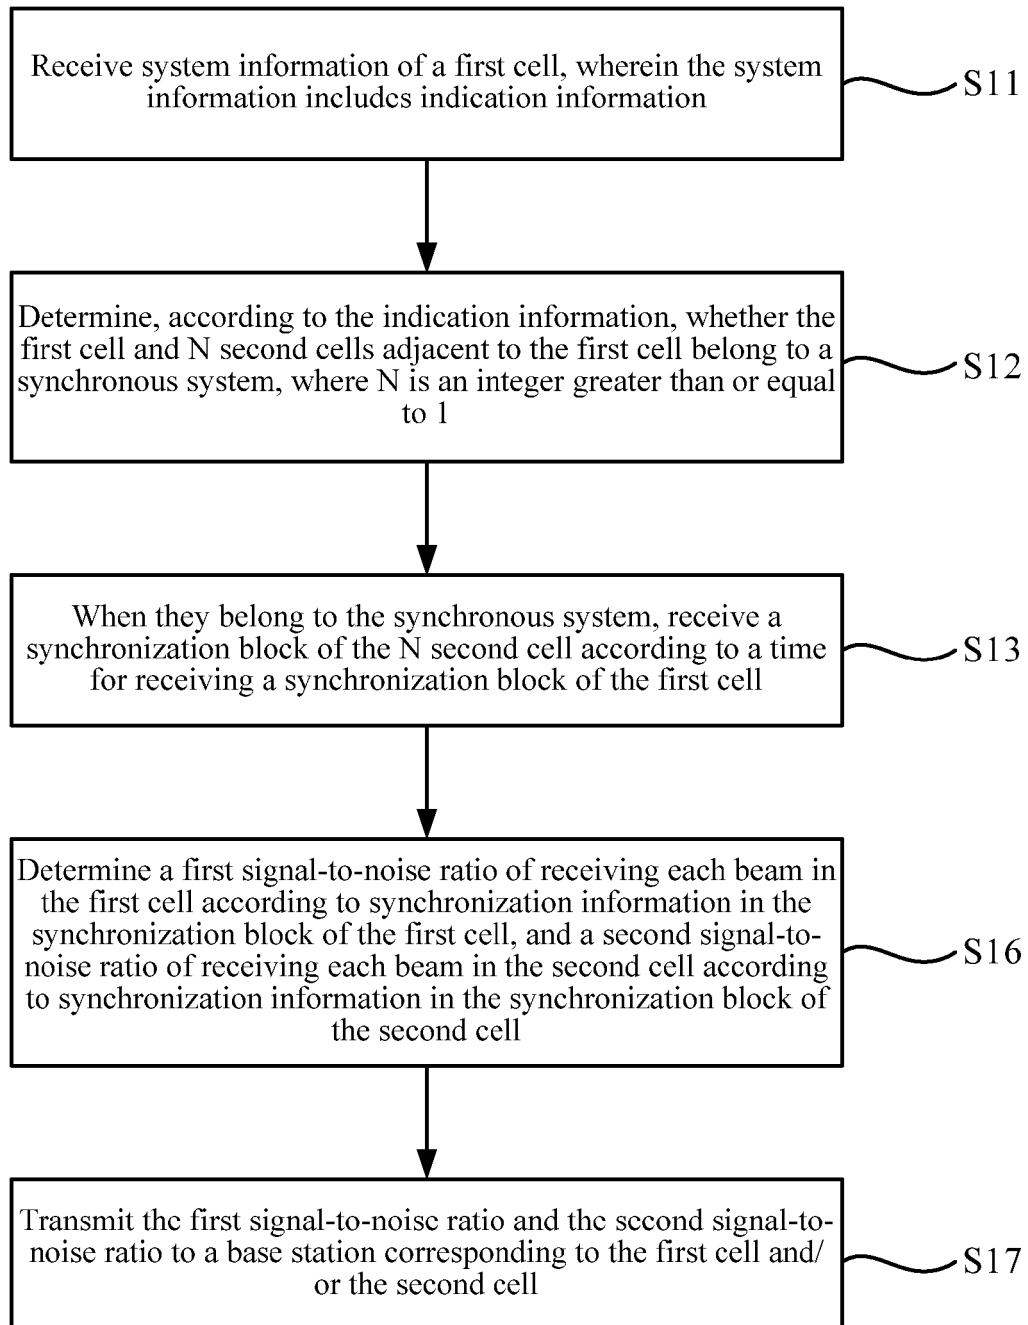 Receive system information of a first cell, wherein the system
information includes indication information
S11
Determine, according to the indication information, whether the
first cell and N second cells adjacent to the first cell belong to a
synchronous system, where N is an integer greater than or equal
to 1
S12
When they belong to the synchronous system, receive a
synchronization block of the N second cell according to a time
for receiving a synchronization block of the first cell
S13
Determine a first signal-to-noise ratio of receiving each beam in
the first cell according to synchronization information in the
synchronization block of the first cell, and a second signal-to-
noise ratio of receiving each beam in the second cell according
to synchronization information in the synchronization block of
the second cell
S16
Transmit the first signal-to-noise ratio and the second signal-to-
noise ratio to a base station corresponding to the first cell and/
or the second cell
S17